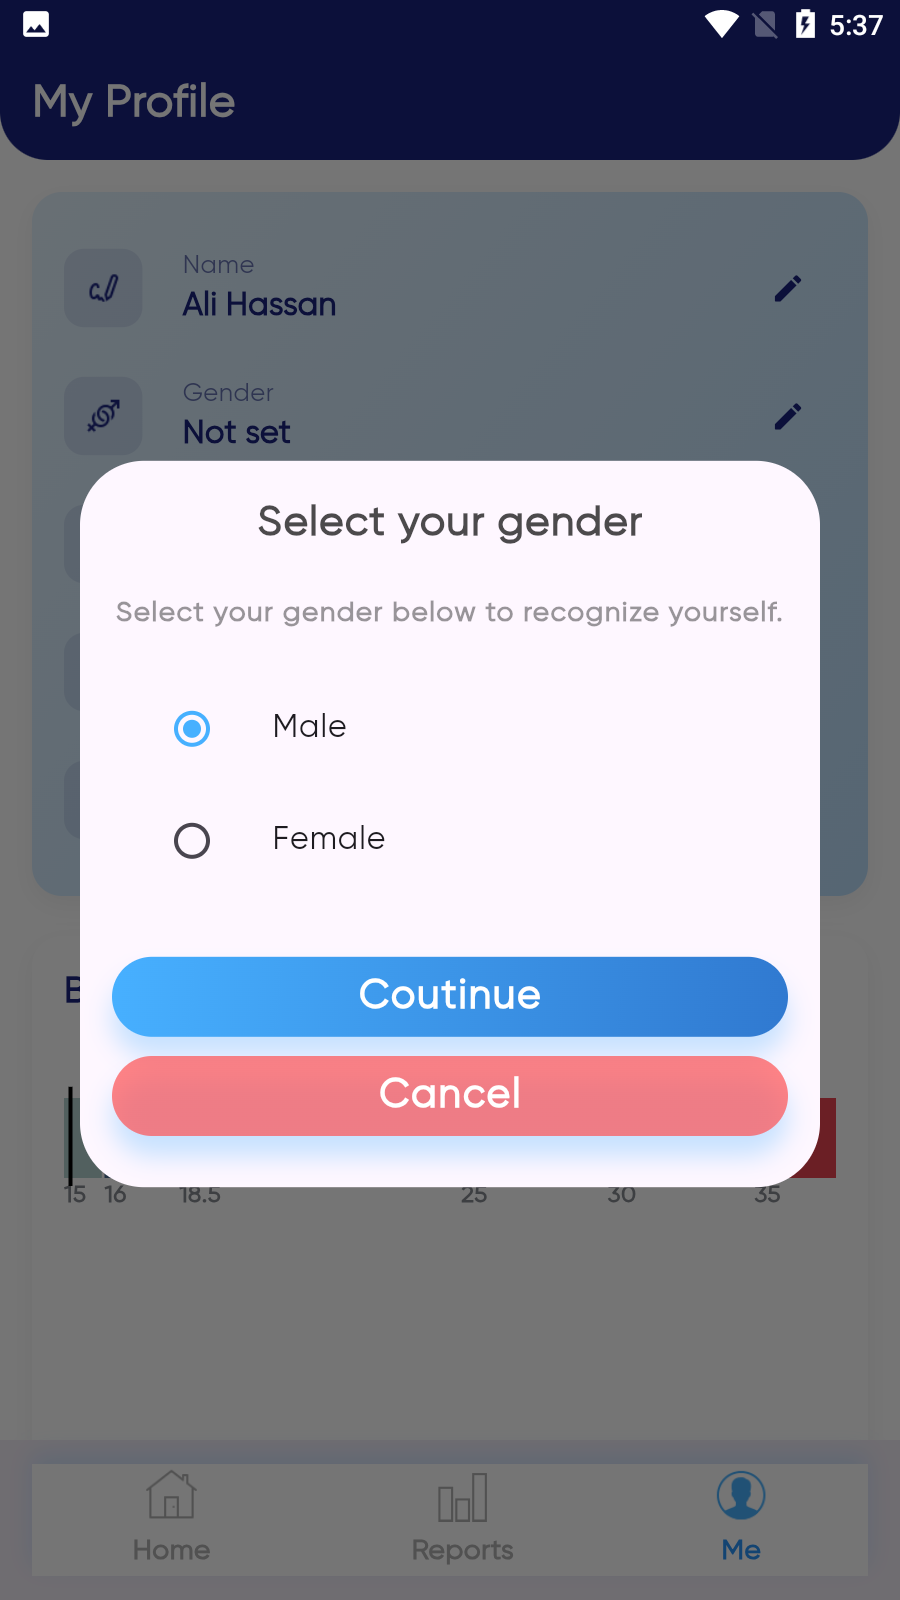 5:37
My Profile
Name
Ali Hassan
Gender
Not set
Select your gender
Select your gender below to recognize yourself.
Male
Female
B
Coutinue
Cancel
15 16 18.5 25 30 35
Home Reports Me